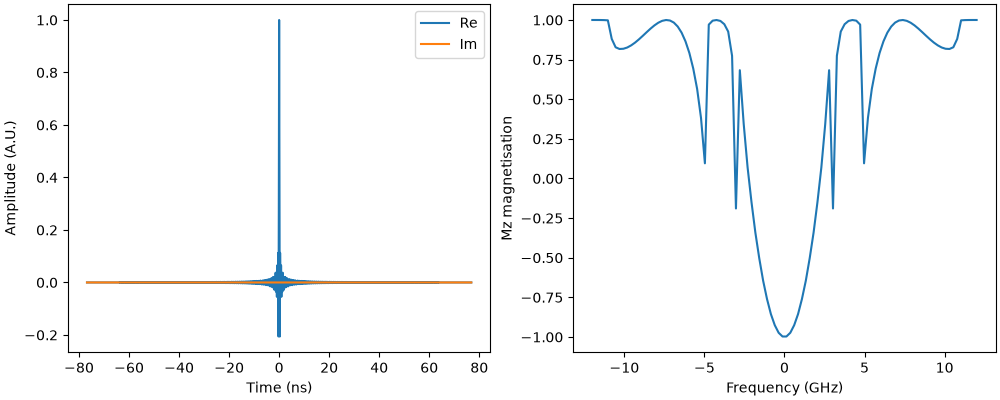 Amplitude (A.U.)
1.0
0.8
0.6
0.4
0.2
0.0
−0.2
−80 −60 −40 −20 0 20 40 60 80
Time (ns)
Re
Im
Mz magnetisation
1.00
0.75
0.50
0.25
0.00
−0.25
−0.50
−0.75
−1.00
−10 −5 0 5 10
Frequency (GHz)